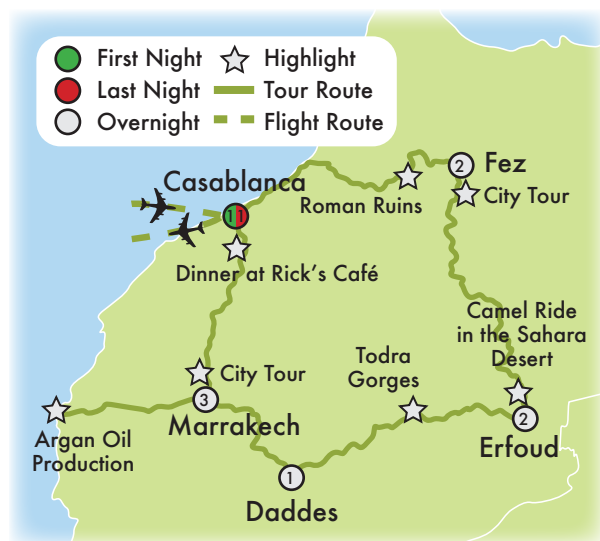 First Night
Highlight
Last Night
Tour Route
Overnight
Flight Route
Casablanca
1 1
Dinner at Rick's Café
Roman Ruins
2
Fez
City Tour
Camel Ride
in the Sahara
Desert
2
Erfoud
Todra
Gorges
City Tour
3
Marrakech
Argan Oil
Production
1
Daddes